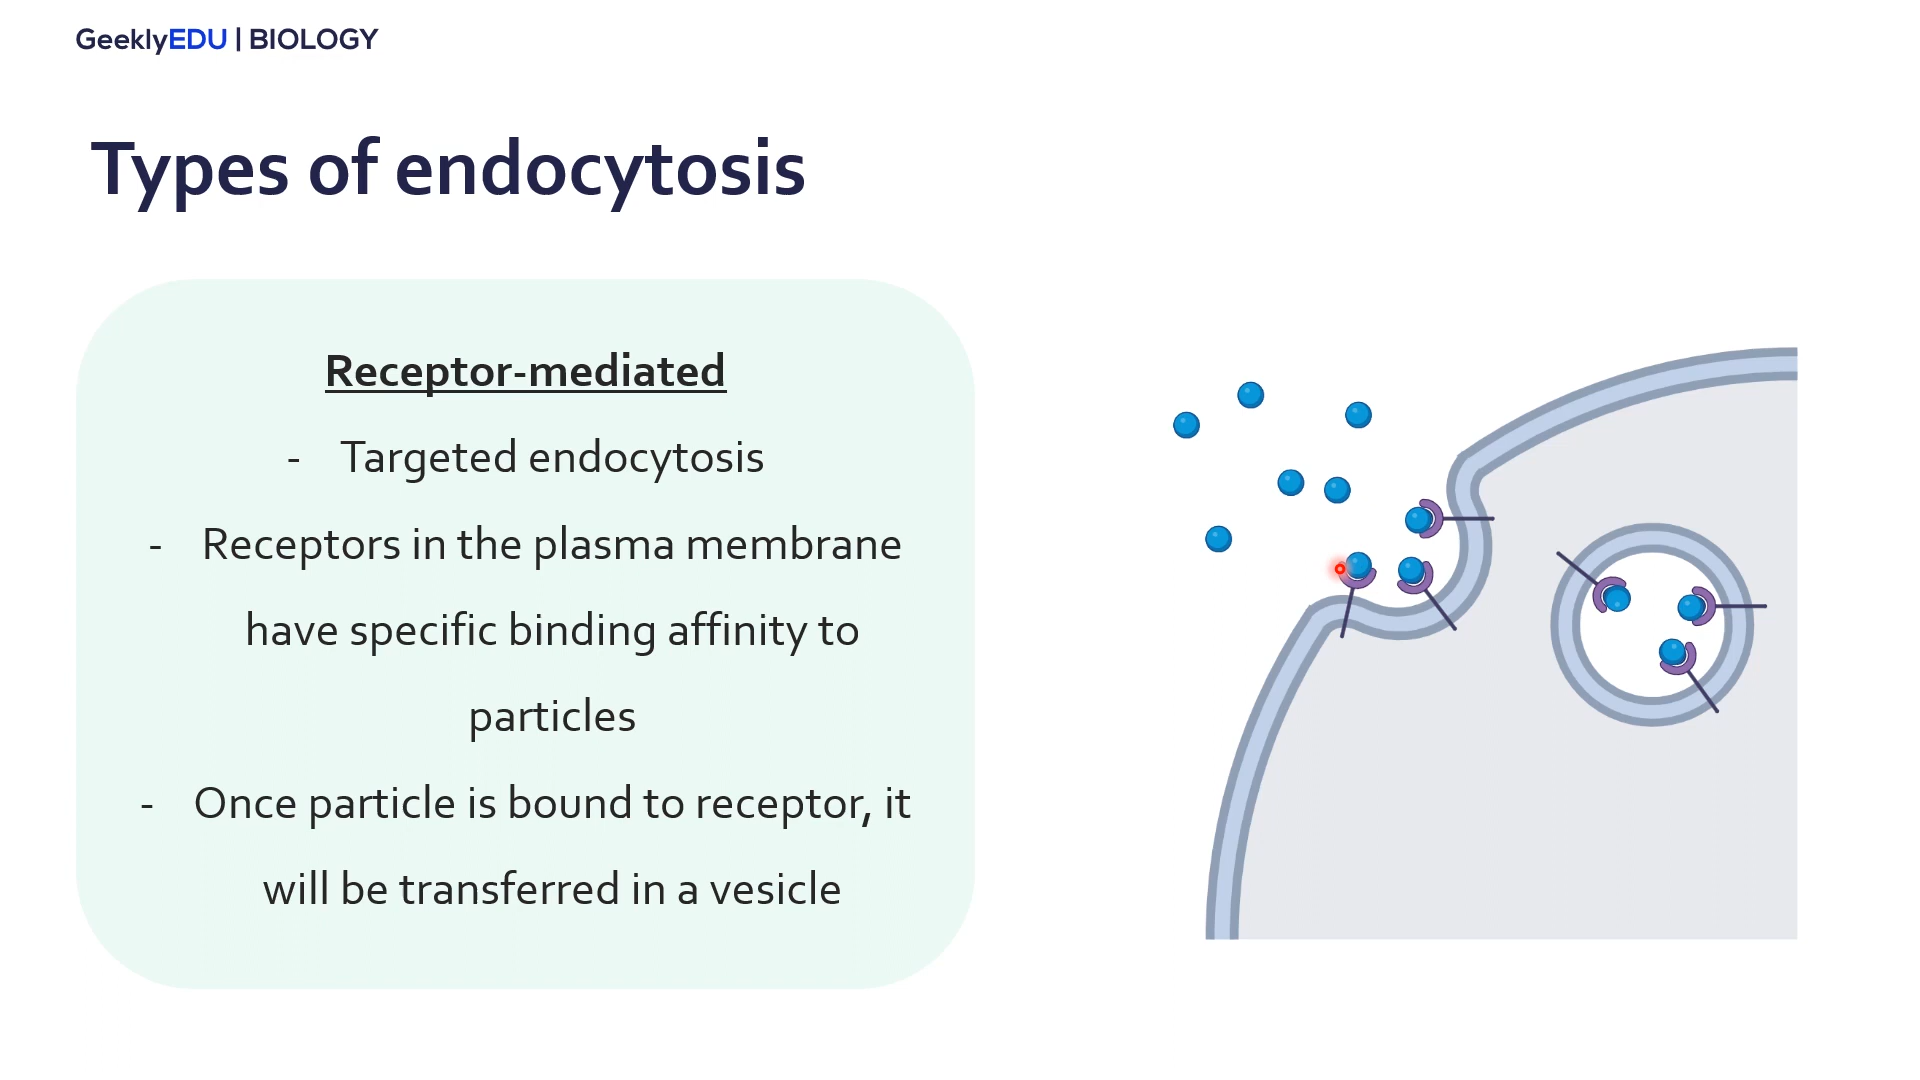 GeeklyEDU | BIOLOGY
Types of endocytosis
Receptor-mediated
- Targeted endocytosis
- Receptors in the plasma membrane
have specific binding affinity to
particles
- Once particle is bound to receptor, it
will be transferred in a vesicle